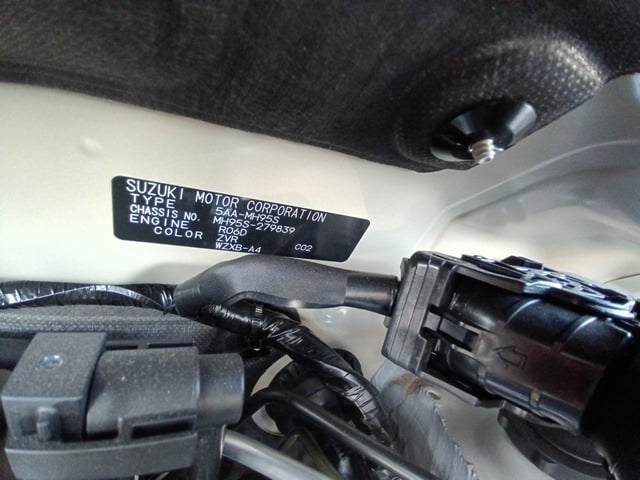 SUZUKI MOTOR CORPORATION
TYPE 5AA-MH95S
CHASSIS NO. MH95S-279839
ENGINE R06D
COLOR ZVR
WZXB-A4 C02